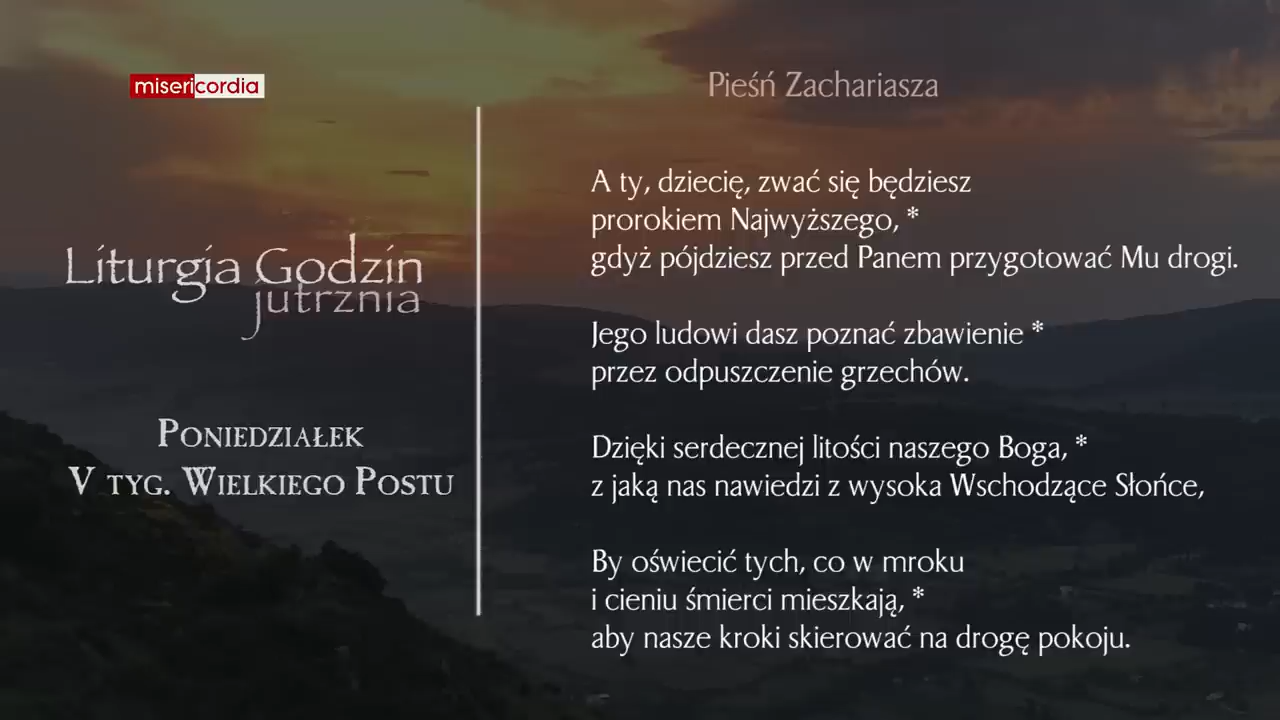 misericordia
Liturgia Godzin
jutrznia
Poniedziałek
V tyg. Wielkiego Postu
Pieśń Zachariasza
A ty, dziecię, zwać się będziesz
prorokiem Najwyższego, *
gdyż pójdziesz przed Panem przygotować Mu drogi.
Jego ludowi dasz poznać zbawienie *
przez odpuszczenie grzechów.
Dzięki serdecznej litości naszego Boga, *
z jaką nas nawiedzi z wysoka Wschodzące Słońce,
By oświecić tych, co w mroku
i cieniu śmierci mieszkają, *
aby nasze kroki skierować na drogę pokoju.